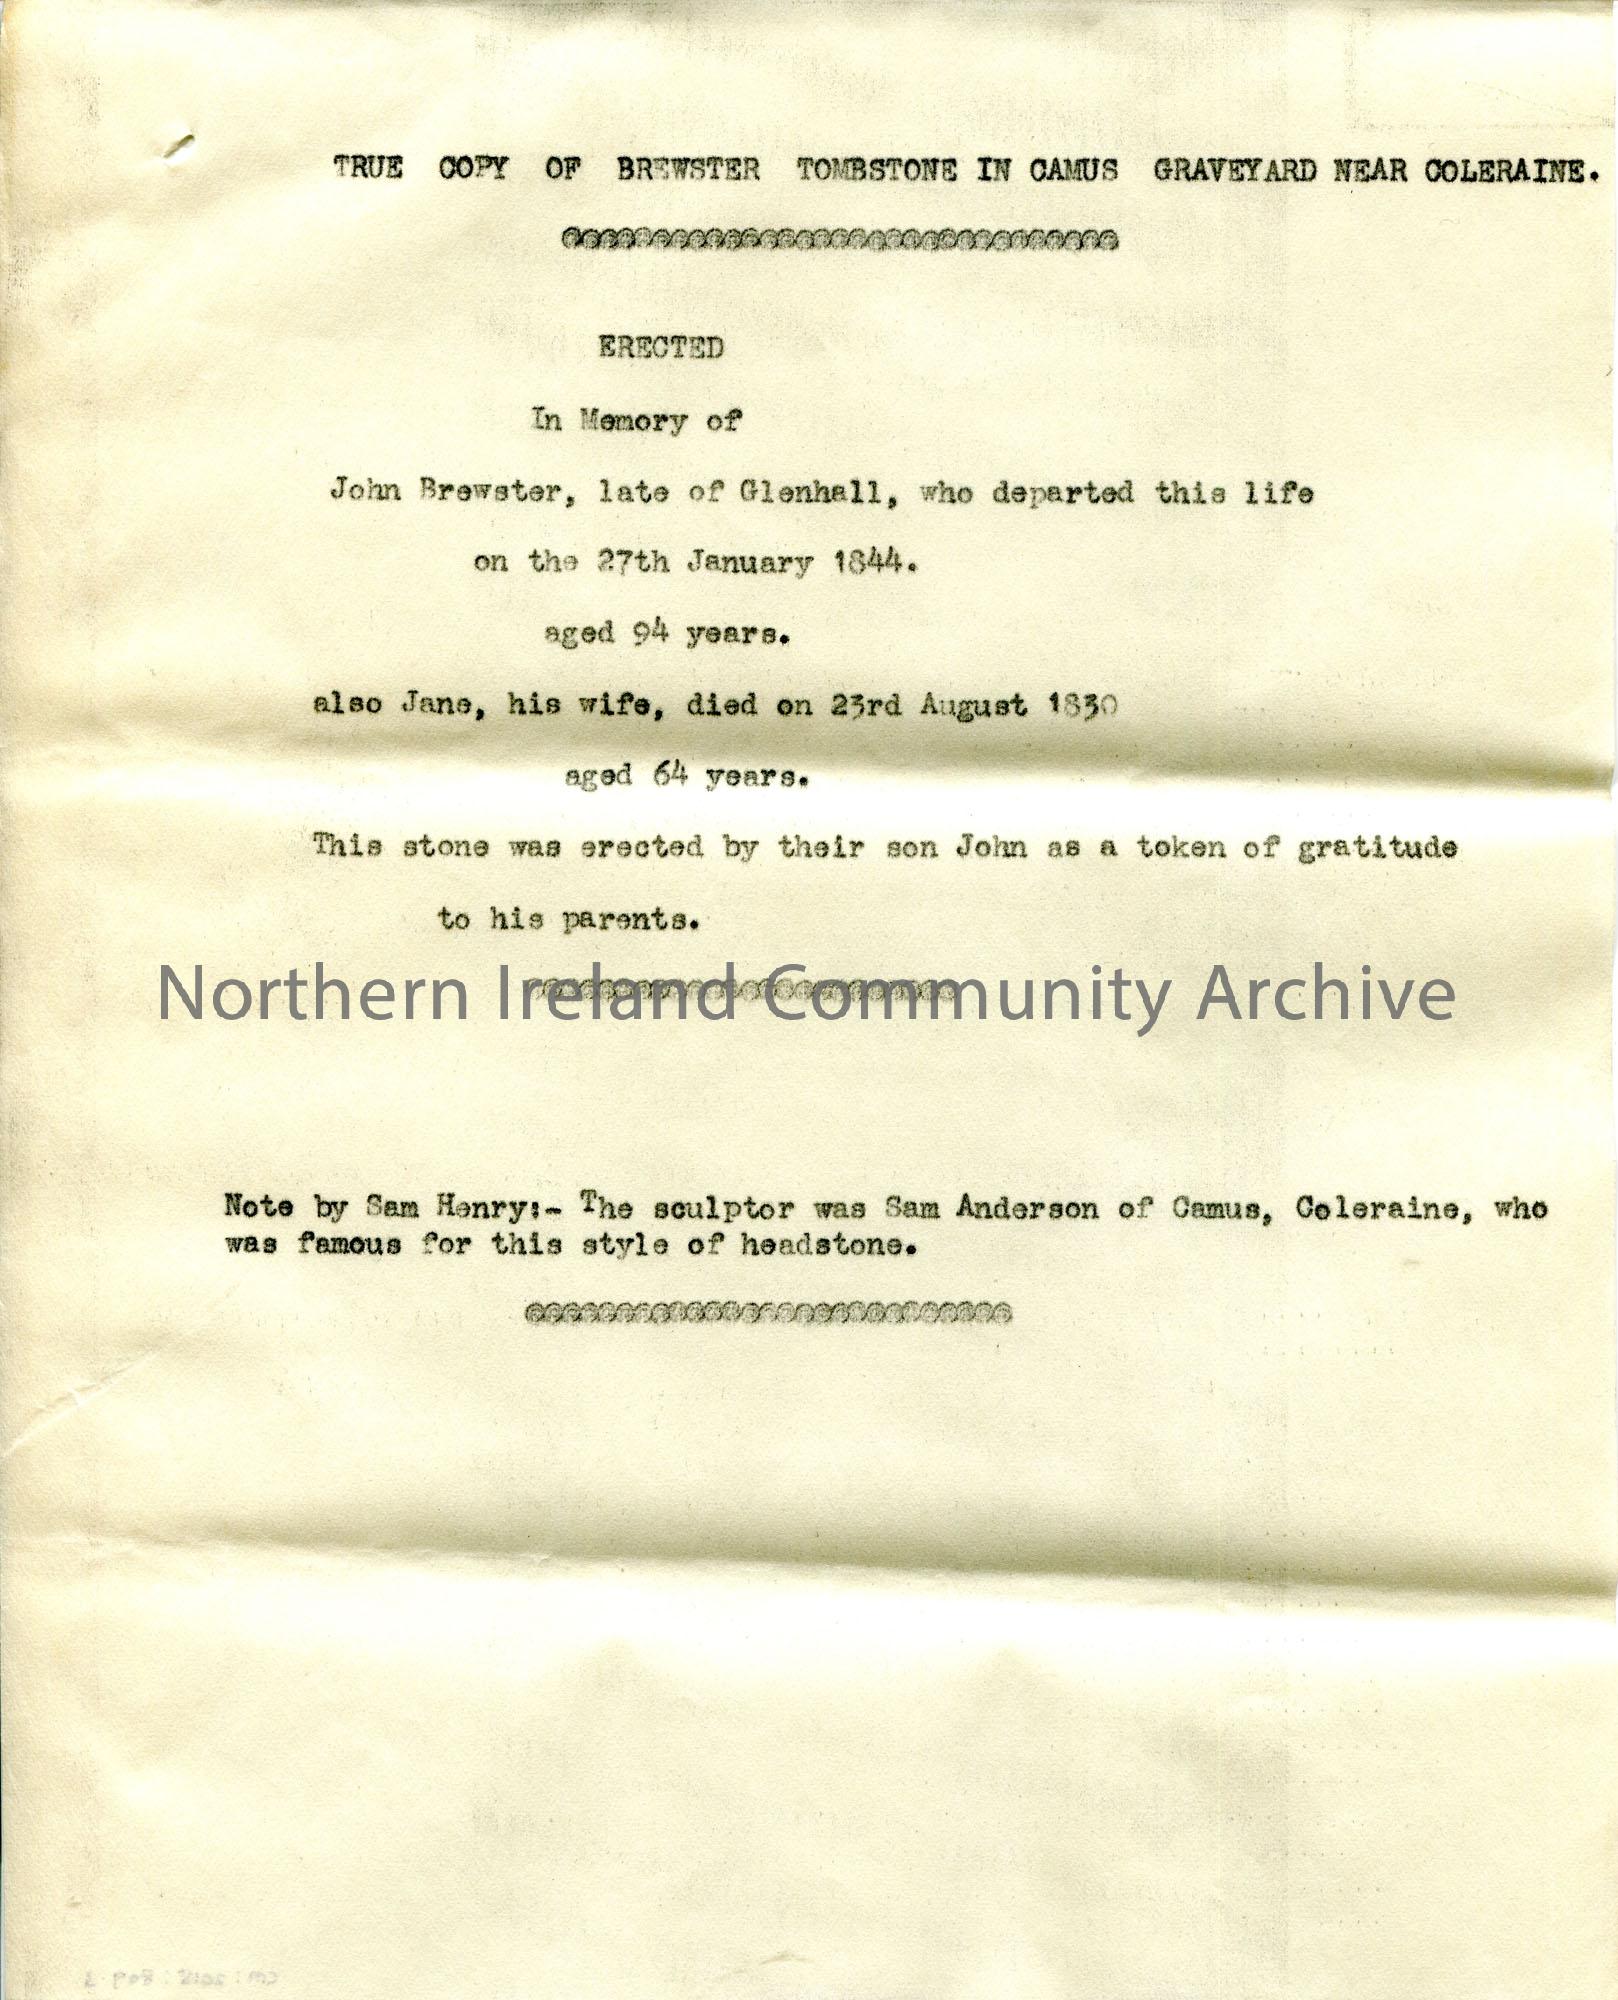 TRUE COPY OF BREWSTER TOMBSTONE IN CAMUS GRAVEYARD NEAR COLERAINE.
ERECTED
In Memory of
John Brewster, late of Glenhall, who departed this life
on the 27th January 1844.
aged 94 years.
also Jane, his wife, died on 23rd August 1830
aged 64 years.
This stone was erected by their son John as a token of gratitude
to his parents.
Northern Ireland Community Archive
Note by Sam Henry:- The sculptor was Sam Anderson of Camus, Coleraine, who
was famous for this style of headstone.